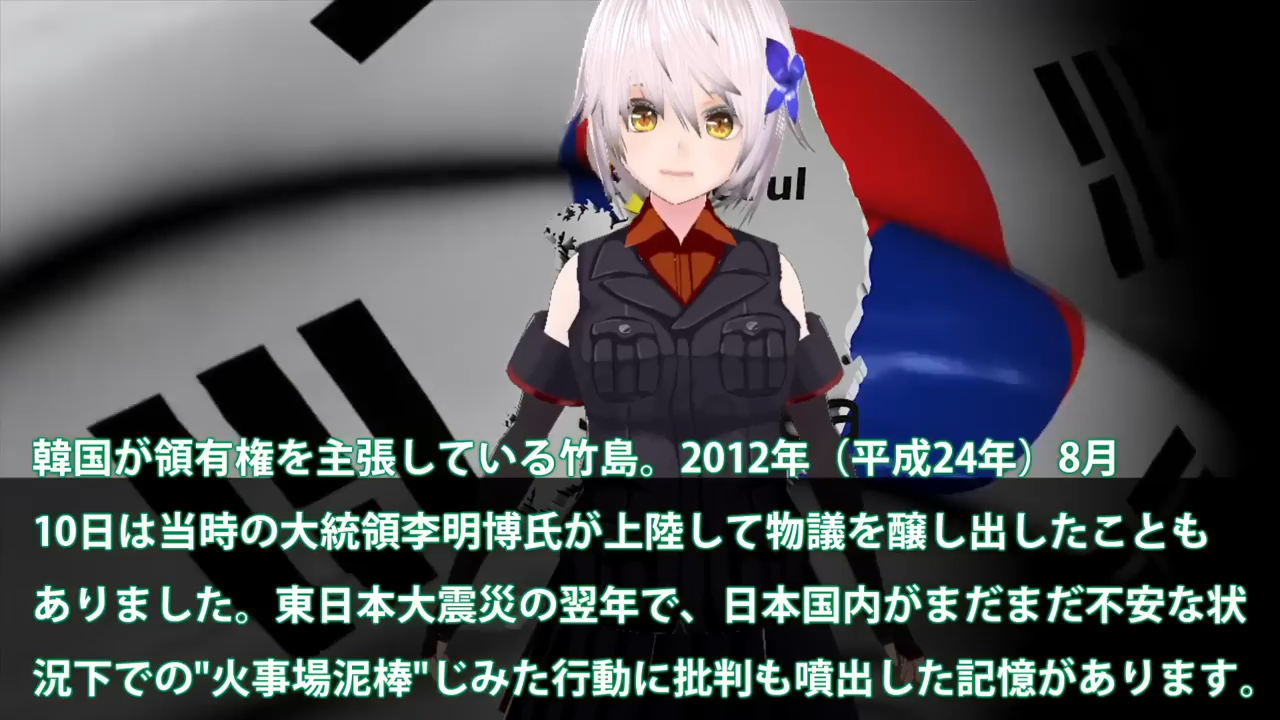 ul
韓国が領有権を主張している竹島。2012年（平成24年）8月
10日は当時の大統領李明博氏が上陸して物議を醸し出したことも
ありました。東日本大震災の翌年で、日本国内がまだまだ不安な状
況下での"火事場泥棒"じみた行動に批判も噴出した記憶があります。